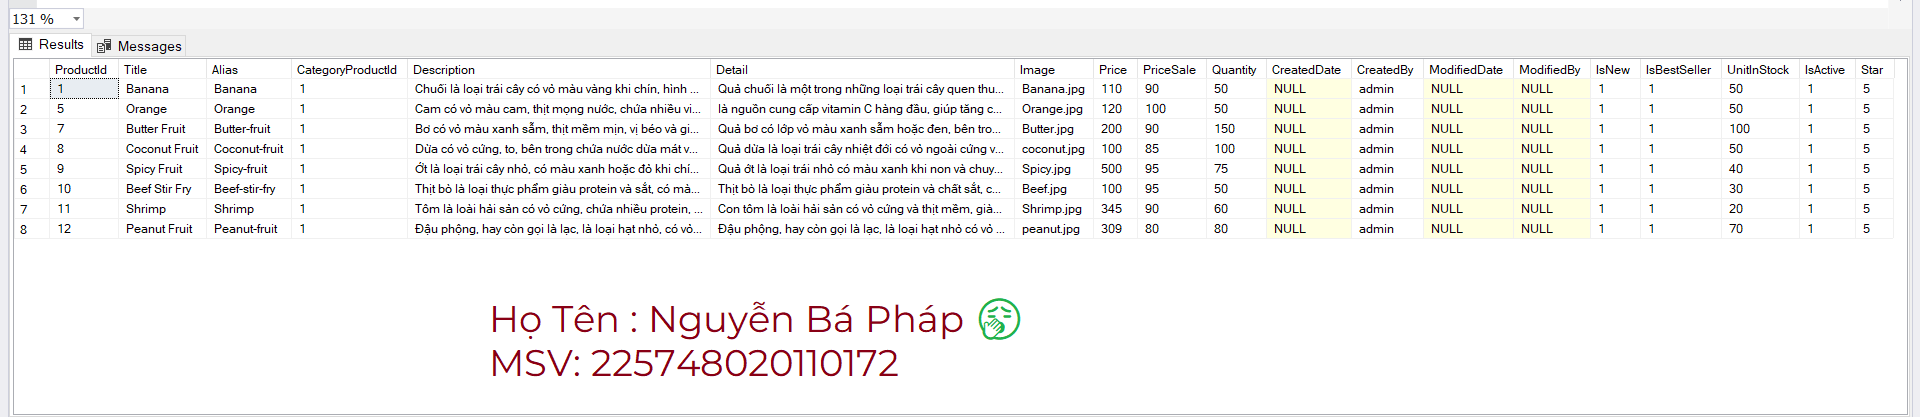 131 %
Results Messages
ProductId Title Alias CategoryProductId Description Detail Image Price PriceSale Quantity CreatedDate CreatedBy ModifiedDate ModifiedBy IsNew IsBestSeller UnitInStock IsActive Star
1 1 Banana Banana 1 Chuối là loại trái cây có vỏ màu vàng khi chín, hình ... Quả chuối là một trong những loại trái cây quen thu... Banana.jpg 110 90 50 NULL admin NULL NULL 1 1 50 1 5
2 5 Orange Orange 1 Cam có vỏ màu cam, thịt mọng nước, chứa nhiều vi... là nguồn cung cấp vitamin C hàng đầu, giúp tăng c... Orange.jpg 120 100 50 NULL admin NULL NULL 1 1 50 1 5
3 7 Butter Fruit Butter-fruit 1 Bơ có vỏ màu xanh sẫm, thịt mềm mịn, vị béo và gi... Quả bơ có lớp vỏ màu xanh sẫm hoặc đen, bên tro... Butter.jpg 200 90 150 NULL admin NULL NULL 1 1 100 1 5
4 8 Coconut Fruit Coconut-fruit 1 Dừa có vỏ cứng, to, bên trong chứa nước dừa mát v... Quả dừa là loại trái cây nhiệt đới có vỏ ngoài cứng v... coconut.jpg 100 85 100 NULL admin NULL NULL 1 1 50 1 5
5 9 Spicy Fruit Spicy-fruit 1 Ớt là loại trái cây nhỏ, có màu xanh hoặc đỏ khi chí... Quả ớt là loại trái nhỏ có màu xanh khi non và chuy... Spicy.jpg 500 95 75 NULL admin NULL NULL 1 1 40 1 5
6 10 Beef Stir Fry Beef-stir-fry 1 Thịt bò là loại thực phẩm giàu protein và sắt, có mà... Thịt bò là loại thực phẩm giàu protein và chất sắt, c... Beef.jpg 100 95 50 NULL admin NULL NULL 1 1 30 1 5
7 11 Shrimp Shrimp 1 Tôm là loài hải sản có vỏ cứng, chứa nhiều protein, ... Con tôm là loài hải sản có vỏ cứng và thịt mềm, già... Shrimp.jpg 345 90 60 NULL admin NULL NULL 1 1 20 1 5
8 12 Peanut Fruit Peanut-fruit 1 Đậu phộng, hay còn gọi là lạc, là loại hạt nhỏ, có vỏ... Đậu phộng, hay còn gọi là lạc, là loại hạt nhỏ có vỏ ... peanut.jpg 309 80 80 NULL admin NULL NULL 1 1 70 1 5
Họ Tên : Nguyễn Bá Pháp
MSV: 225748020110172